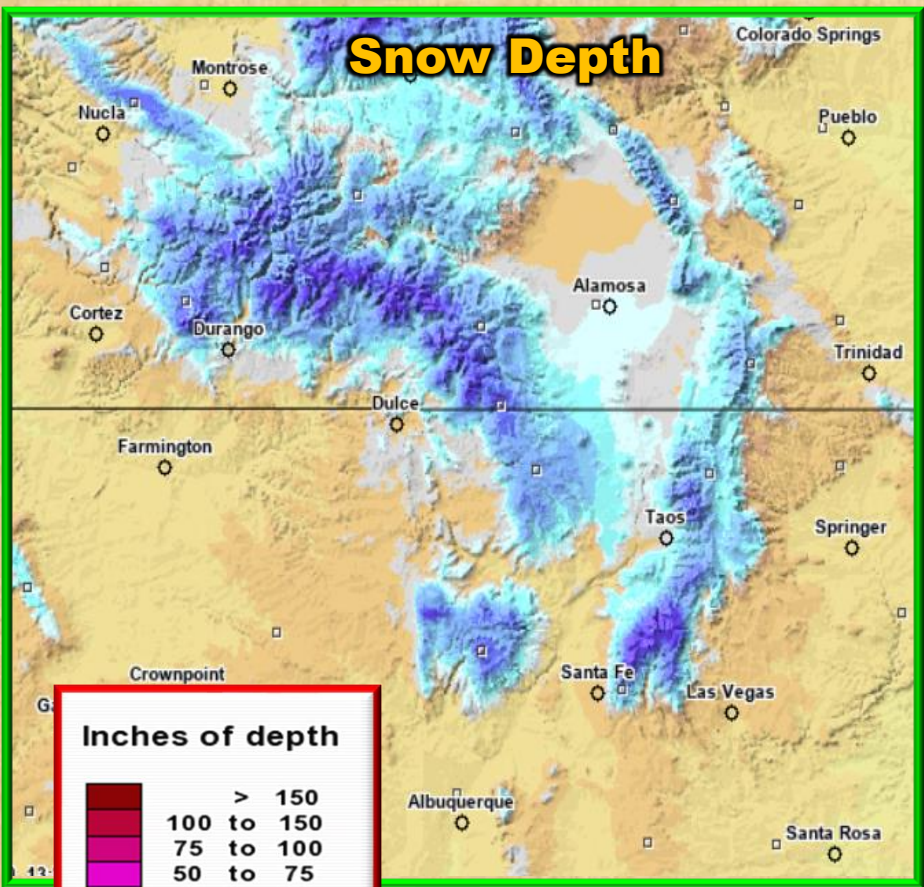 Snow Depth
Colorado Springs
Montrose
Nucla
Pueblo
Alamosa
Cortez
Durango
Trinidad
Dulce
Farmington
Taos
Springer
Crownpoint
Santa Fe
Las Vegas
Ga
Inches of depth
> 150
100 to 150
75 to 100
50 to 75
Albuquerque
Santa Rosa